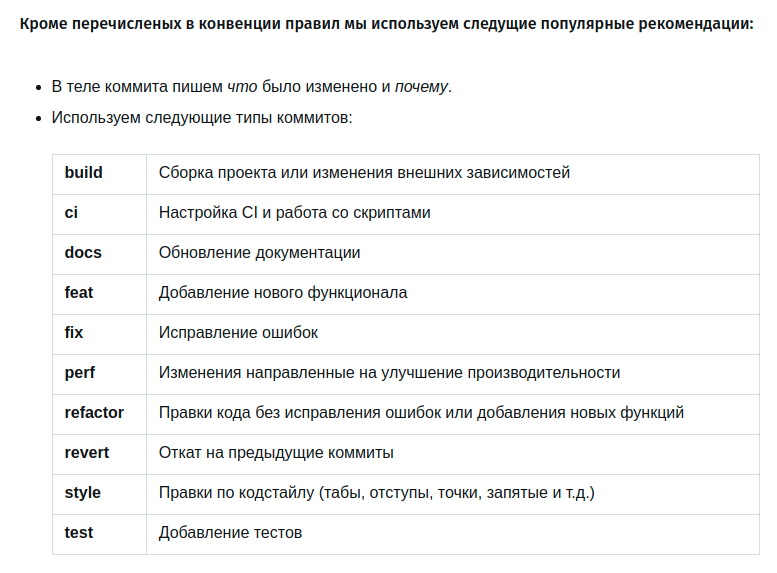 Кроме перечисленых в конвенции правил мы используем следущие популярные рекомендации:
• В теле коммита пишем что было изменено и почему.
• Используем следующие типы коммитов:
build Сборка проекта или изменения внешних зависимостей
ci Настройка CI и работа со скриптами
docs Обновление документации
feat Добавление нового функционала
fix Исправление ошибок
perf Изменения направленные на улучшение производительности
refactor Правки кода без исправления ошибок или добавления новых функций
revert Откат на предыдущие коммиты
style Правки по кодстайлу (табы, отступы, точки, запятые и т.д.)
test Добавление тестов